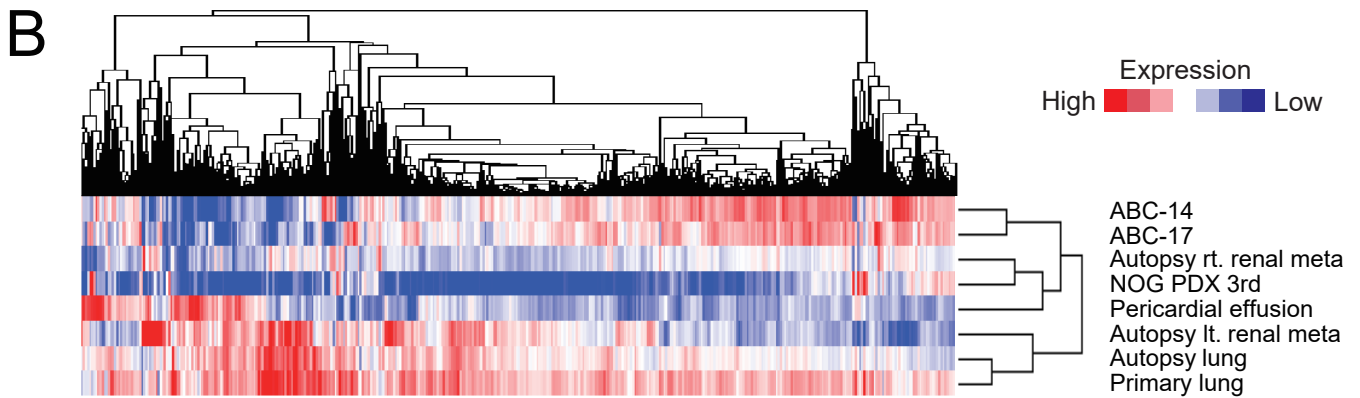 B
Expression
High Low
ABC-14
ABC-17
Autopsy rt. renal meta
NOG PDX 3rd
Pericardial effusion
Autopsy lt. renal meta
Autopsy lung
Primary lung